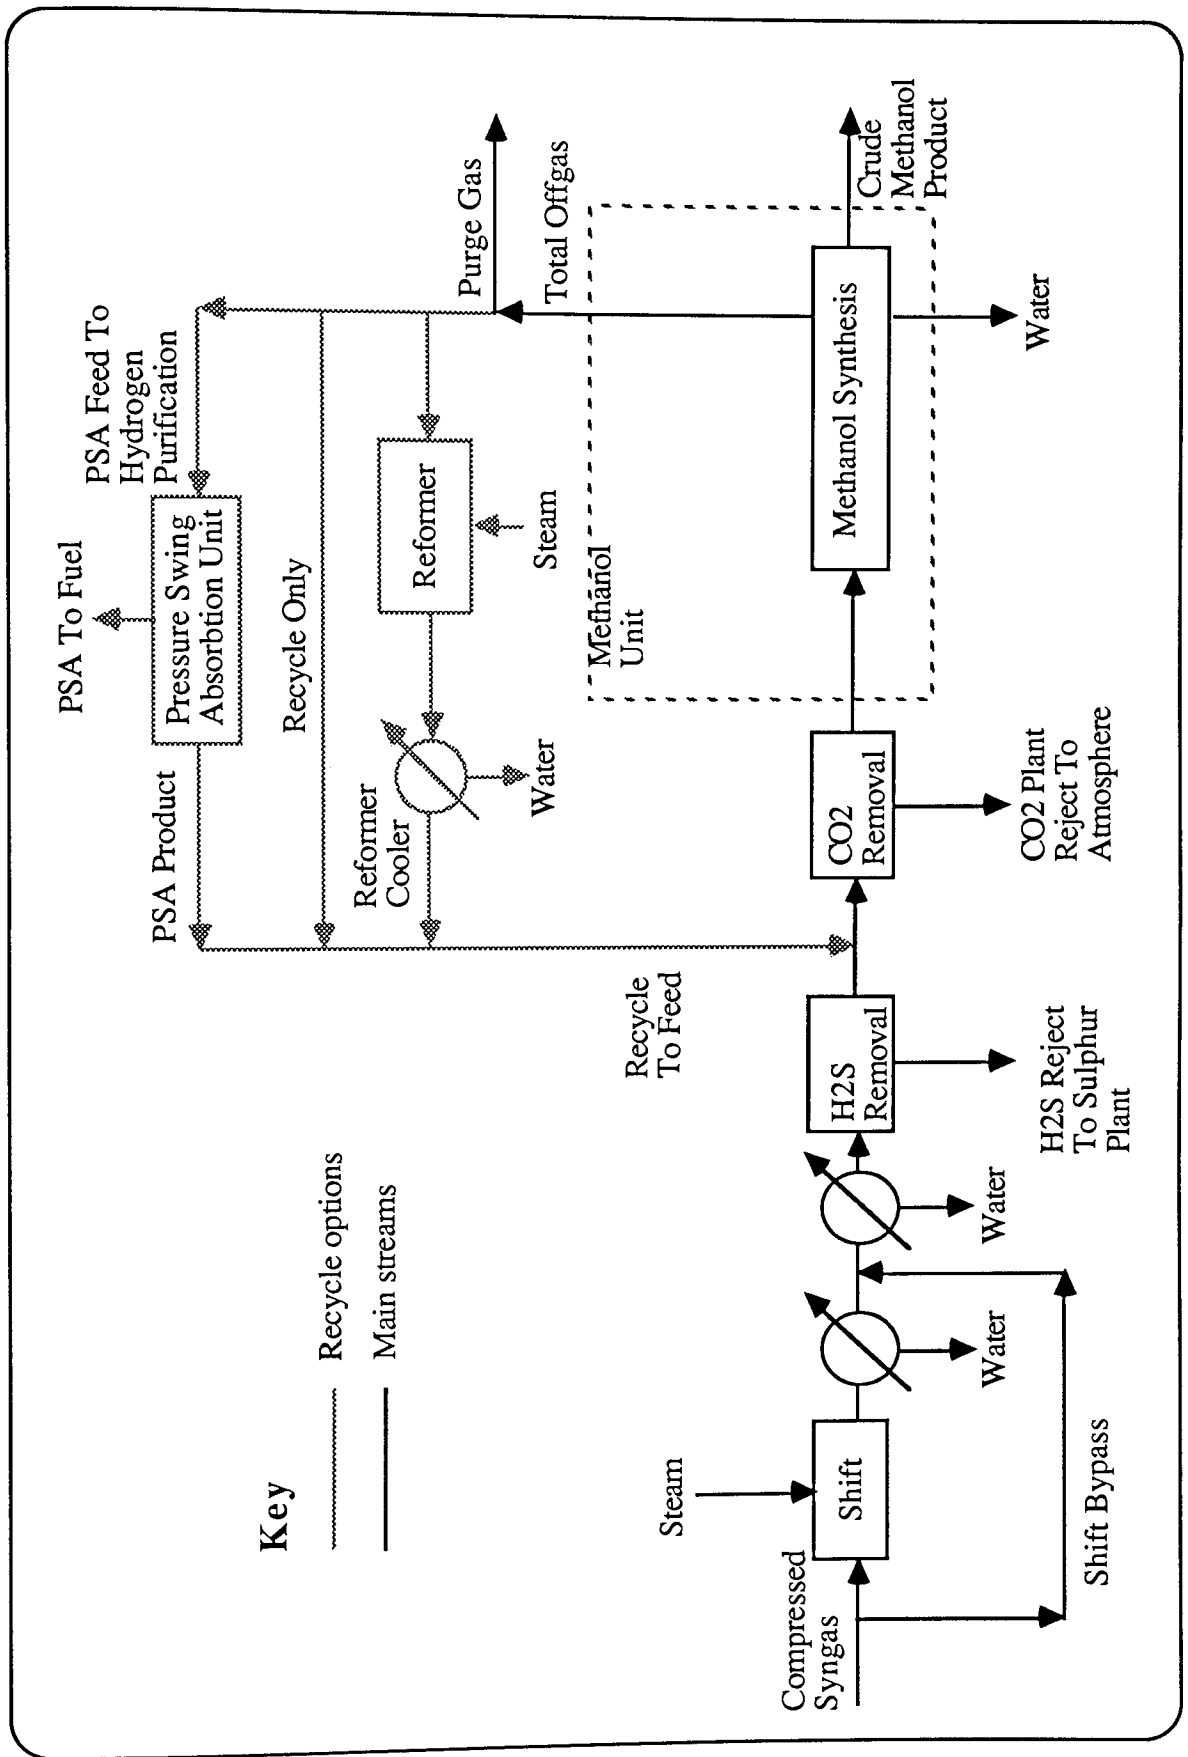 PSA To Fuel
PSA Feed To
Hydrogen
Purification
Pressure Swing
Absorbtion Unit
PSA Product
Recycle Only
Purge Gas
Reformer
Steam
Reformer
Cooler
Water
Total Offgas
Recycle
To Feed
Methanol
Unit
Key
Recycle options
Main streams
Steam
Compressed
Syngas
Shift
H2S
Removal
CO2
Removal
Methanol Synthesis
Crude
Methanol
Product
Water
Water
H2S Reject
To Sulphur
Plant
CO2 Plant
Reject To
Atmosphere
Water
Shift Bypass